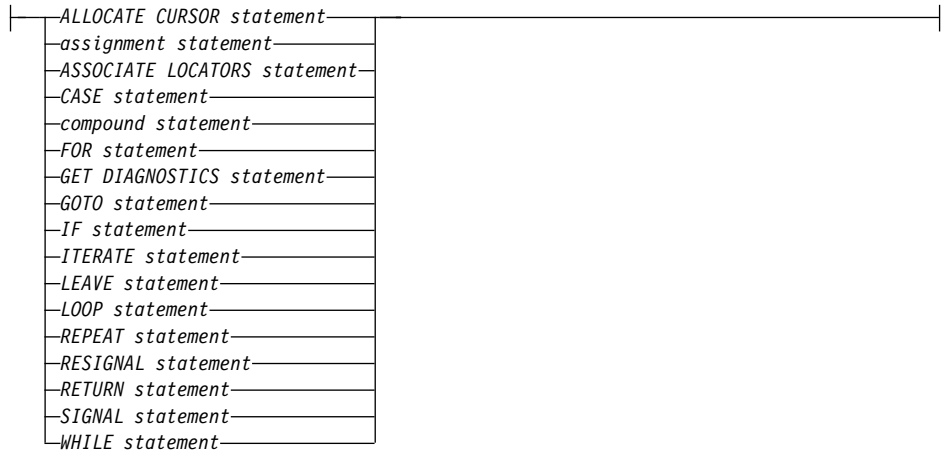 ALLOCATE CURSOR statement
assignment statement
ASSOCIATE LOCATORS statement
CASE statement
compound statement
FOR statement
GET DIAGNOSTICS statement
GOTO statement
IF statement
ITERATE statement
LEAVE statement
LOOP statement
REPEAT statement
RESIGNAL statement
RETURN statement
SIGNAL statement
WHILE statement